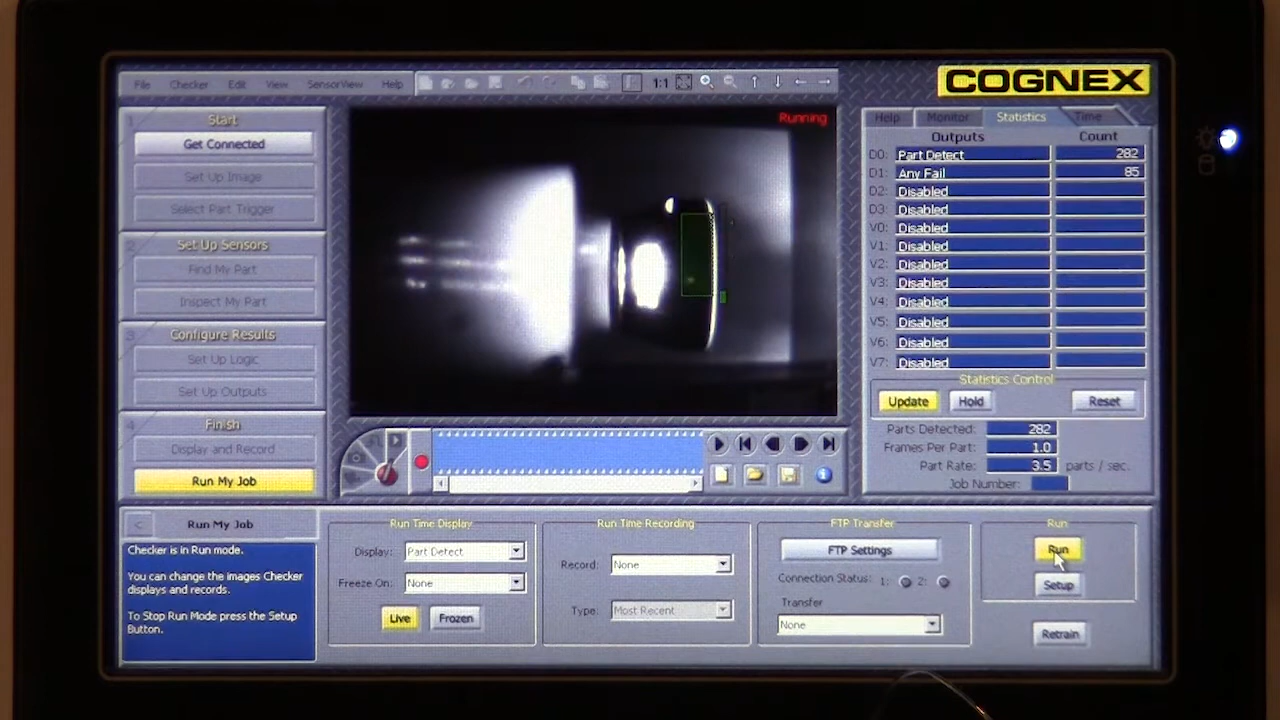 File Checker Edit View SensorView Help
1:1
COGNEX
1 Start
Get Connected
Set Up Image
Select Part Trigger
2 Set Up Sensors
Find My Part
Inspect My Part
3 Configure Results
Set Up Logic
Set Up Outputs
4 Finish
Display and Record
Run My Job
Running
Help Monitor Statistics Time
Outputs Count
D0: Part Detect 282
D1: Any Fail 85
D2: Disabled
D3: Disabled
V0: Disabled
V1: Disabled
V2: Disabled
V3: Disabled
V4: Disabled
V5: Disabled
V6: Disabled
V7: Disabled
Statistics Control
Update Hold Reset
Parts Detected: 282
Frames Per Part: 1.0
Part Rate: 3.5 parts / sec.
Job Number:
< Run My Job
Checker is in Run mode.
You can change the images Checker
displays and records.
To Stop Run Mode press the Setup
Button.
Run Time Display
Display: Part Detect
Freeze On: None
Live Frozen
Run Time Recording
Record: None
Type: Most Recent
FTP Transfer
FTP Settings
Connection Status: 1: 2:
Transfer
None
Run
Run
Setup
Retrain